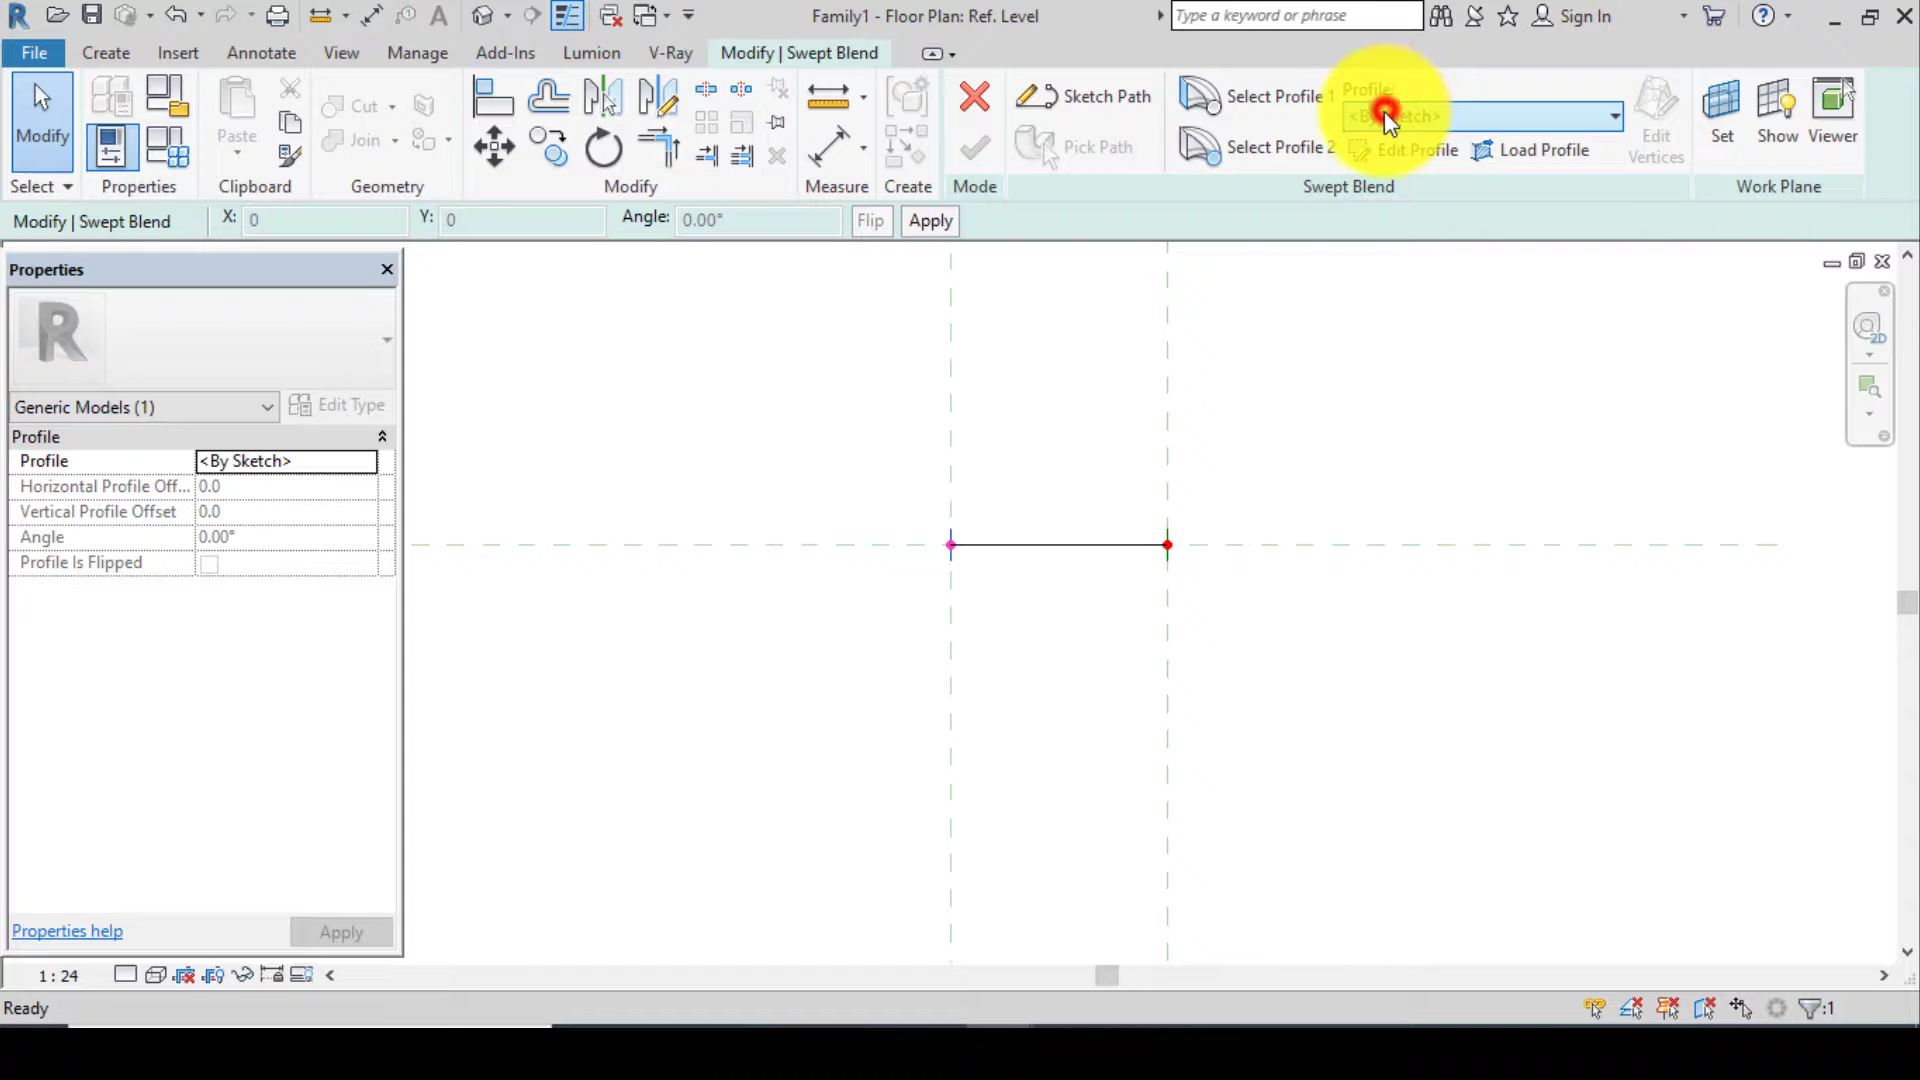 Family1 - Floor Plan: Ref. Level
Type a keyword or phrase
Sign In
File
Create
Insert
Annotate
View
Manage
Add-Ins
Lumion
V-Ray
Modify | Swept Blend
Modify
Select
Properties
Paste
Clipboard
Cut
Join
Geometry
Modify
Measure
Create
Mode
Sketch Path
Pick Path
Select Profile 1
Select Profile 2
Profile:
<By Sketch>
Edit Profile
Load Profile
Edit
Vertices
Swept Blend
Set
Show
Viewer
Work Plane
Modify | Swept Blend
X: 0
Y: 0
Angle: 0.00°
Flip
Apply
Properties
R
Generic Models (1)
Edit Type
Profile
Profile <By Sketch>
Horizontal Profile Off... 0.0
Vertical Profile Offset 0.0
Angle 0.00°
Profile Is Flipped
Properties help
Apply
2D
1 : 24
Ready
:1